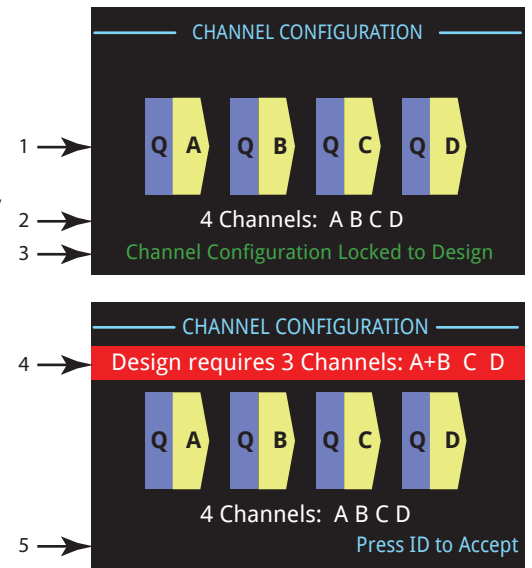 CHANNEL CONFIGURATION
1 Q A Q B Q C Q D
2 4 Channels: A B C D
3 Channel Configuration Locked to Design
CHANNEL CONFIGURATION
4 Design requires 3 Channels: A+B C D
Q A Q B Q C Q D
4 Channels: A B C D
5 Press ID to Accept